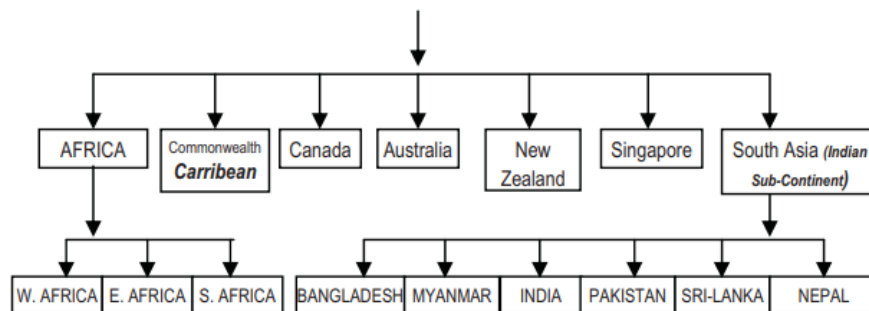 AFRICA
Commonwealth
Carribean
Canada
Australia
New
Zealand
Singapore
South Asia (Indian
Sub-Continent)
W. AFRICA
E. AFRICA
S. AFRICA
BANGLADESH
MYANMAR
INDIA
PAKISTAN
SRI-LANKA
NEPAL